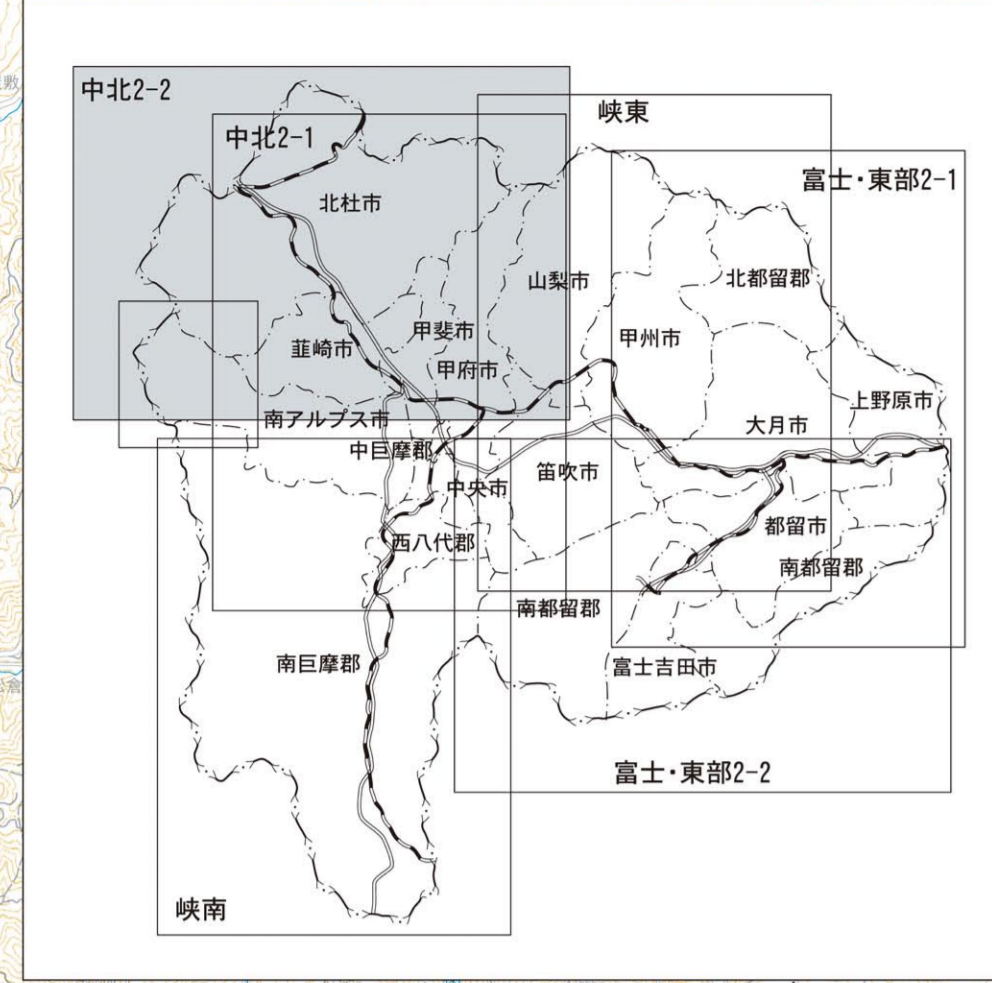 中北2-2
中北2-1
峡東
富士・東部2-1
北杜市
山梨市
北都留郡
甲斐市
甲州市
韮崎市
甲府市
上野原市
南アルプス市
大月市
中巨摩郡
笛吹市
中央市
都留市
西八代郡
南都留郡
南都留郡
南巨摩郡
富士吉田市
富士・東部2-2
峡南